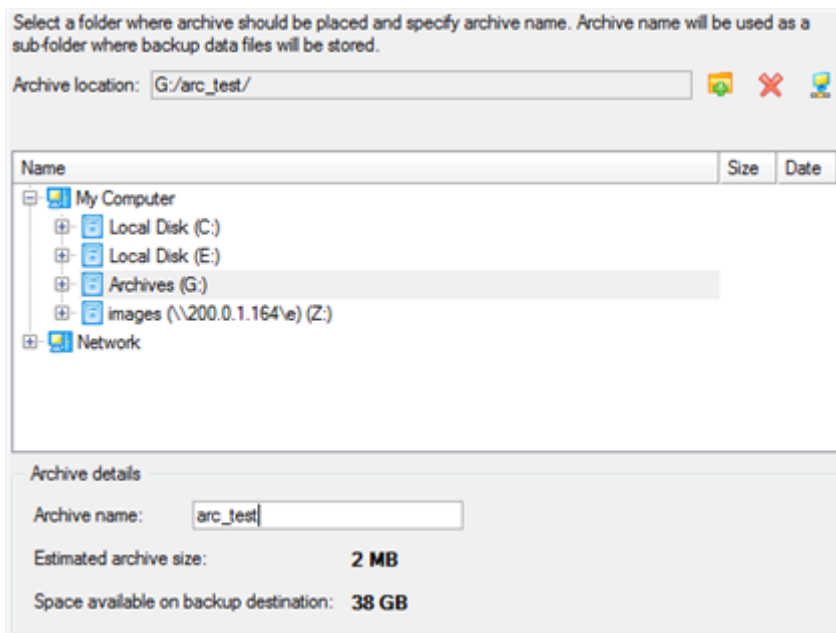 Select a folder where archive should be placed and specify archive name. Archive name will be used as a
sub-folder where backup data files will be stored.
Archive location: G:/arc_test/
Name Size Date
My Computer
Local Disk (C:)
Local Disk (E:)
Archives (G:)
images (\\200.0.1.164\e) (Z:)
Network
Archive details
Archive name: arc_test
Estimated archive size: 2 MB
Space available on backup destination: 38 GB